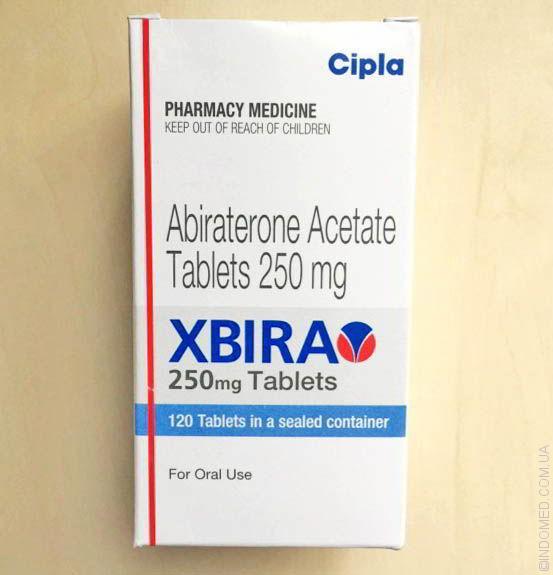 Cipla
PHARMACY MEDICINE
KEEP OUT OF REACH OF CHILDREN
Abiraterone Acetate
Tablets 250 mg
XBIRA
250mg Tablets
120 Tablets in a sealed container
For Oral Use
©INDOMED.COM.UA